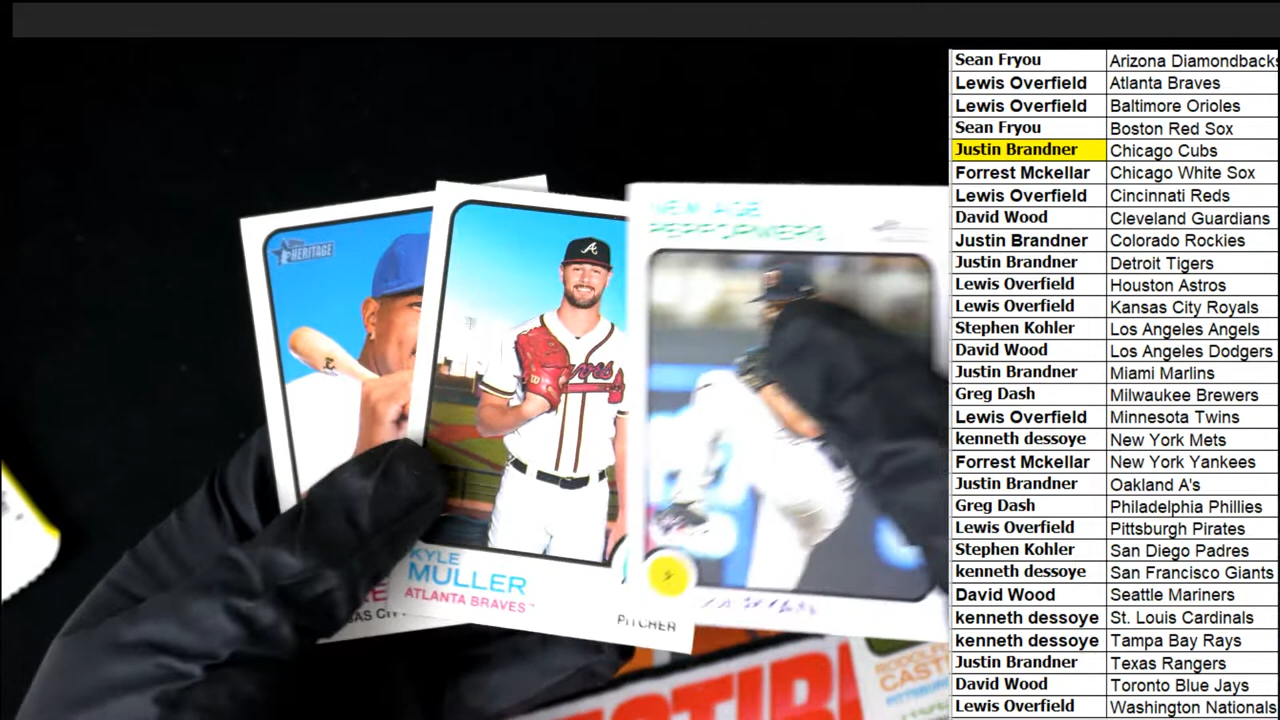 Sean Fryou Arizona Diamondbacks
Lewis Overfield Atlanta Braves
Lewis Overfield Baltimore Orioles
Sean Fryou Boston Red Sox
Justin Brandner Chicago Cubs
Forrest Mckellar Chicago White Sox
Lewis Overfield Cincinnati Reds
David Wood Cleveland Guardians
Justin Brandner Colorado Rockies
Justin Brandner Detroit Tigers
Lewis Overfield Houston Astros
Lewis Overfield Kansas City Royals
Stephen Kohler Los Angeles Angels
David Wood Los Angeles Dodgers
Justin Brandner Miami Marlins
Greg Dash Milwaukee Brewers
Lewis Overfield Minnesota Twins
kenneth dessoye New York Mets
Forrest Mckellar New York Yankees
Justin Brandner Oakland A's
Greg Dash Philadelphia Phillies
Lewis Overfield Pittsburgh Pirates
Stephen Kohler San Diego Padres
kenneth dessoye San Francisco Giants
David Wood Seattle Mariners
kenneth dessoye St. Louis Cardinals
kenneth dessoye Tampa Bay Rays
Justin Brandner Texas Rangers
David Wood Toronto Blue Jays
Lewis Overfield Washington Nationals
HERITAGE
KYLE
MULLER
ATLANTA BRAVES
PITCHER
NEW AGE
PERFORMERS